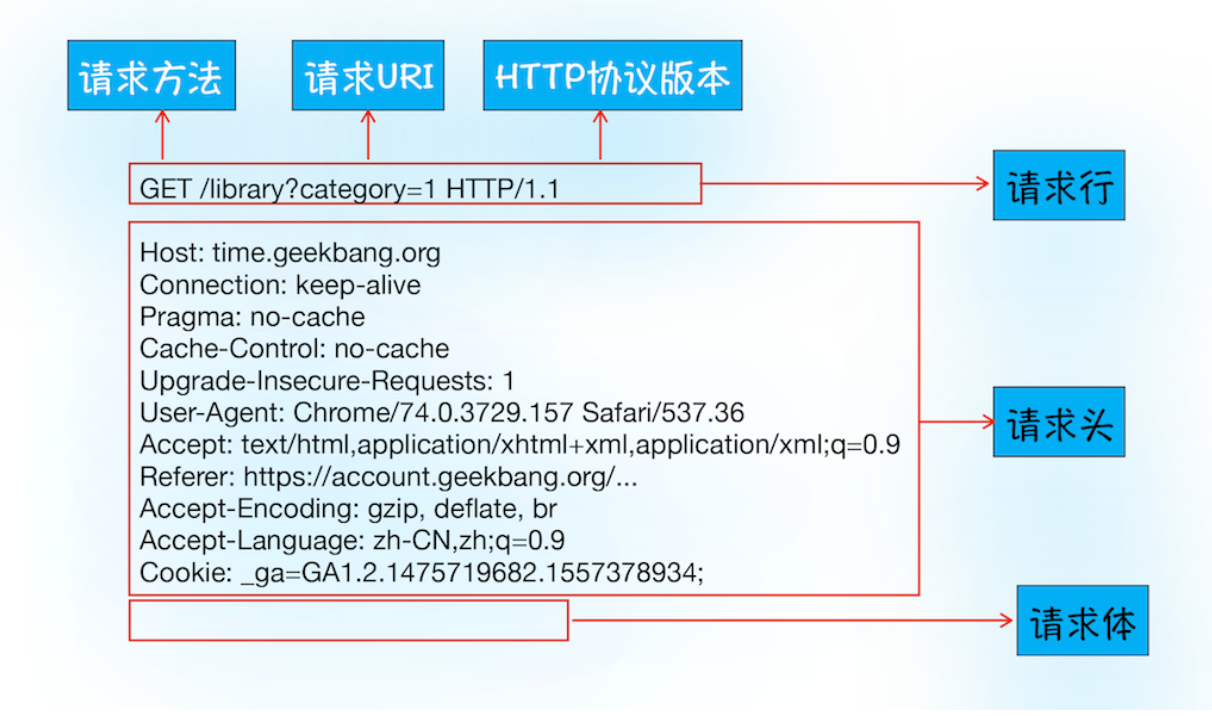 请求方法 请求URI HTTP协议版本
GET /library?category=1 HTTP/1.1
请求行
Host: time.geekbang.org
Connection: keep-alive
Pragma: no-cache
Cache-Control: no-cache
Upgrade-Insecure-Requests: 1
User-Agent: Chrome/74.0.3729.157 Safari/537.36
Accept: text/html,application/xhtml+xml,application/xml;q=0.9
Referer: https://account.geekbang.org/...
Accept-Encoding: gzip, deflate, br
Accept-Language: zh-CN,zh;q=0.9
Cookie: _ga=GA1.2.1475719682.1557378934;
请求头
请求体